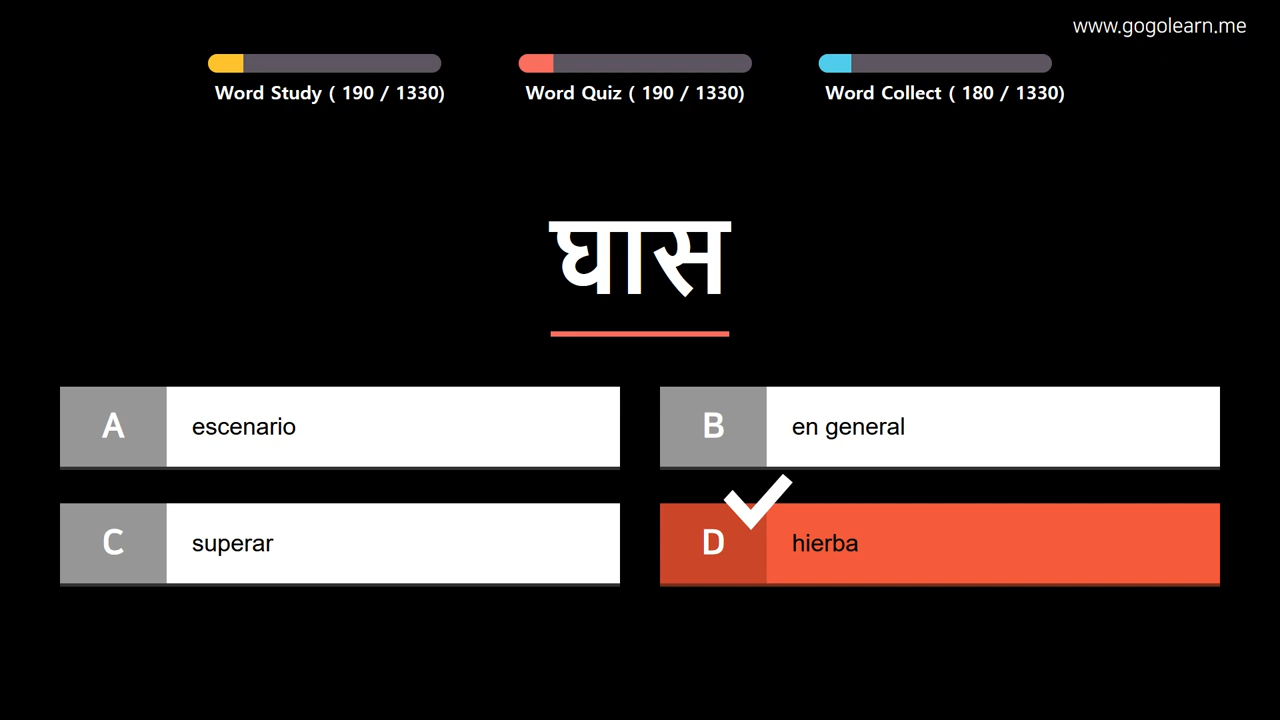 www.gogolearn.me
Word Study ( 190 / 1330)
Word Quiz ( 190 / 1330)
Word Collect ( 180 / 1330)
घास
A escenario
B en general
C superar
D hierba